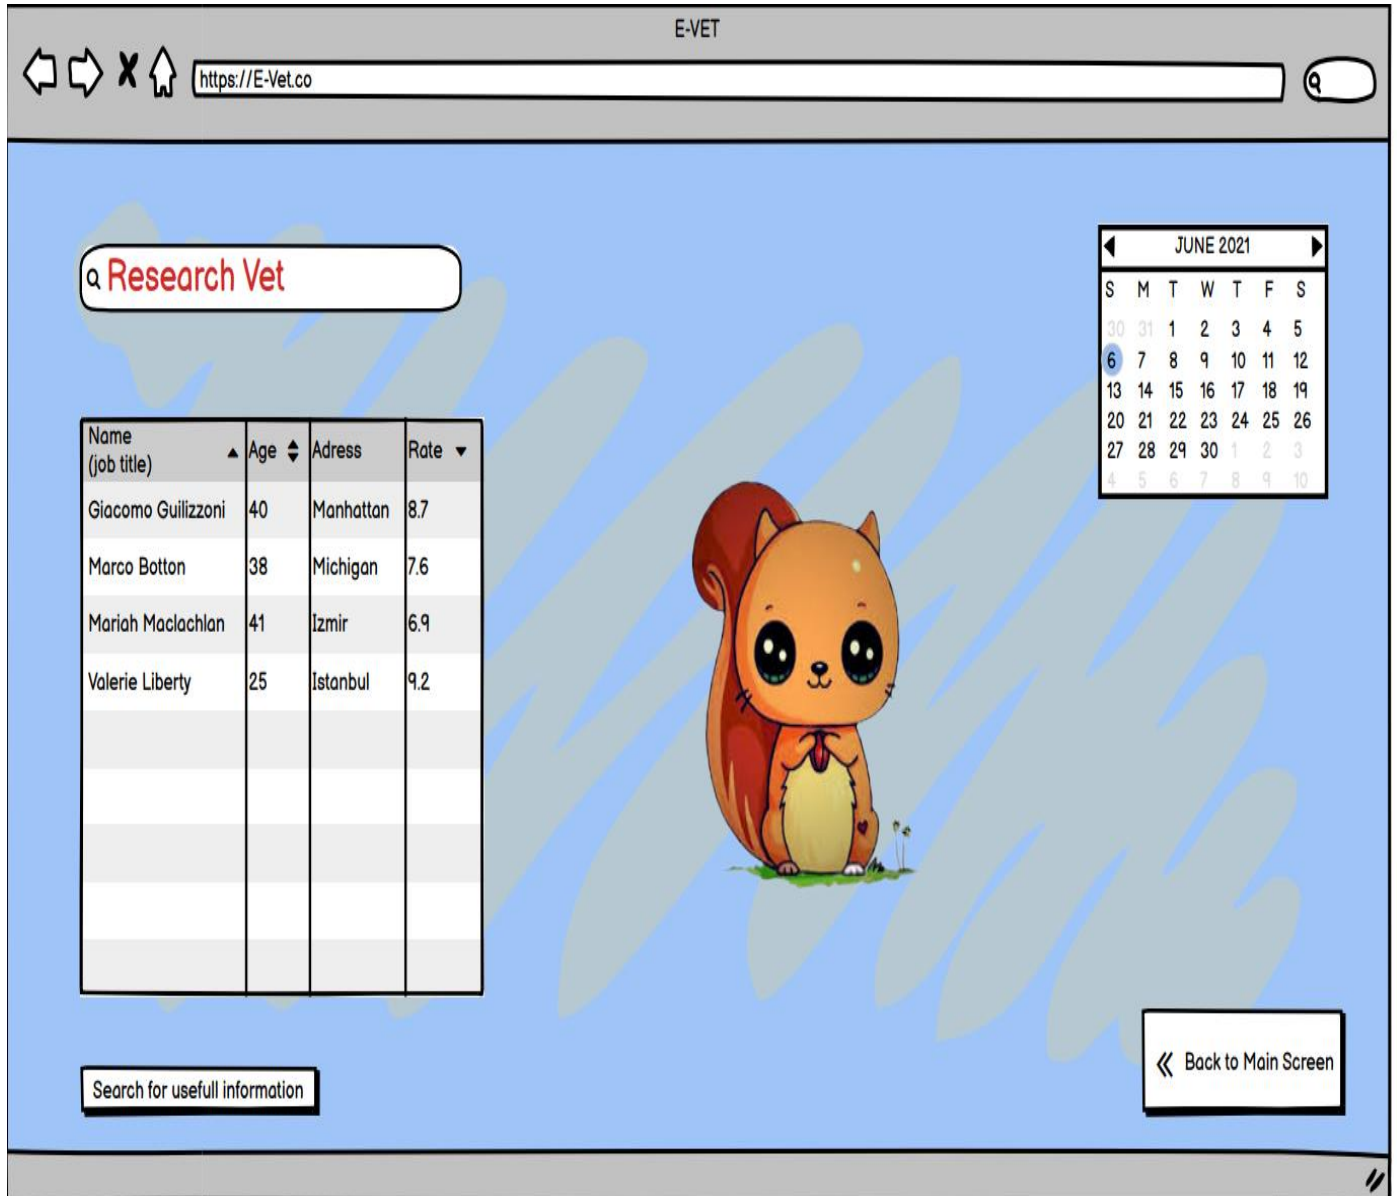 E-VET
https://E-Vet.co
Research Vet
JUNE 2021
S M T W T F S
30 31 1 2 3 4 5
6 7 8 9 10 11 12
13 14 15 16 17 18 19
20 21 22 23 24 25 26
27 28 29 30 1 2 3
4 5 6 7 8 9 10
Name
(job title) Age Adress Rate
Giacomo Guilizzoni 40 Manhattan 8.7
Marco Botton 38 Michigan 7.6
Mariah Maclachlan 41 Izmir 6.9
Valerie Liberty 25 Istanbul 9.2
Back to Main Screen
Search for usefull information